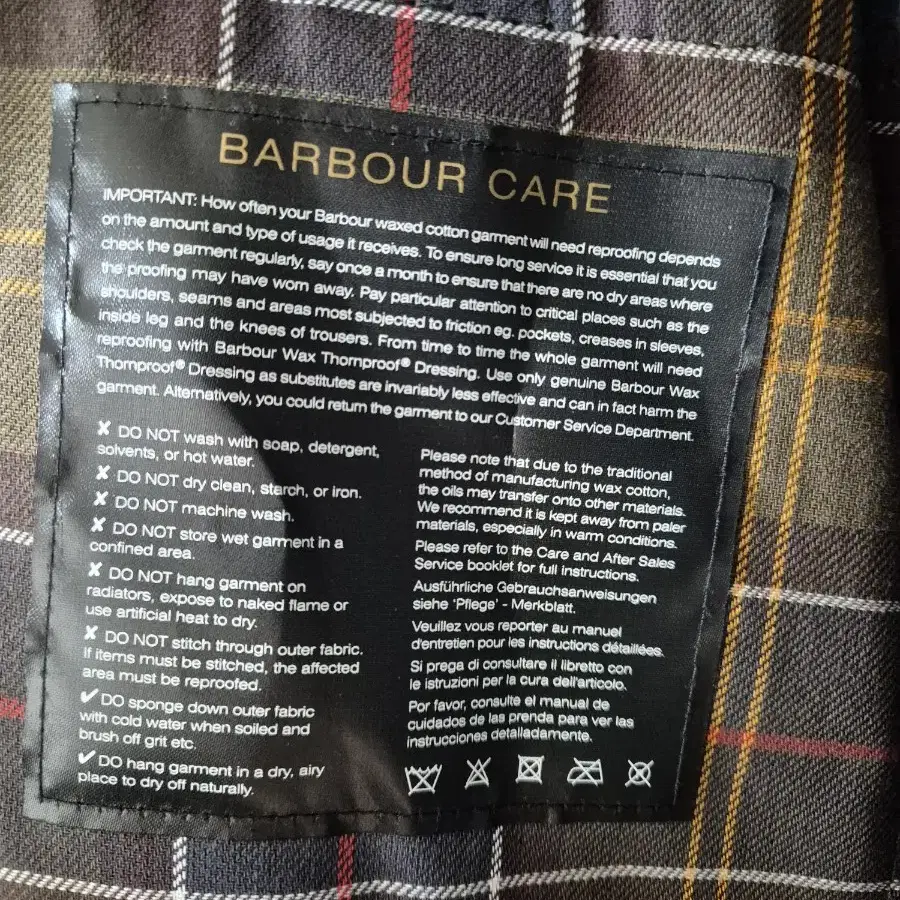 BARBOUR CARE
IMPORTANT: How often your Barbour waxed cotton garment will need reproofing depends
on the amount and type of usage it receives. To ensure long service it is essential that you
check the garment regularly, say once a month to ensure that there are no dry areas where
the proofing may have worn away. Pay particular attention to critical places such as the
shoulders, seams and areas most subjected to friction eg. pockets, creases in sleeves,
inside leg and the knees of trousers. From time to time the whole garment will need
reproofing with Barbour Wax Thornproof® Dressing. Use only genuine Barbour Wax
Thornproof® Dressing as substitutes are invariably less effective and can in fact harm the
garment. Alternatively, you could return the garment to our Customer Service Department.
✘ DO NOT wash with soap, detergent,
solvents, or hot water.
✘ DO NOT dry clean, starch, or iron.
✘ DO NOT machine wash.
✘ DO NOT store wet garment in a
confined area.
✘ DO NOT hang garment on
radiators, expose to naked flame or
use artificial heat to dry.
✘ DO NOT stitch through outer fabric.
If items must be stitched, the affected
area must be reproofed.
✔ DO sponge down outer fabric
with cold water when soiled and
brush off grit etc.
✔ DO hang garment in a dry, airy
place to dry off naturally.
Please note that due to the traditional
method of manufacturing wax cotton,
the oils may transfer onto other materials.
We recommend it is kept away from paler
materials, especially in warm conditions.
Please refer to the Care and After Sales
Service booklet for full instructions.
Ausführliche Gebrauchsanweisungen
siehe 'Pflege' - Merkblatt.
Veuillez vous reporter au manuel
d'entretien pour les instructions détaillées.
Si prega di consultare il libretto con
le istruzioni per la cura dell'articolo.
Por favor, consulte el manual de
cuidados de las prenda para ver las
instrucciones detalladamente.